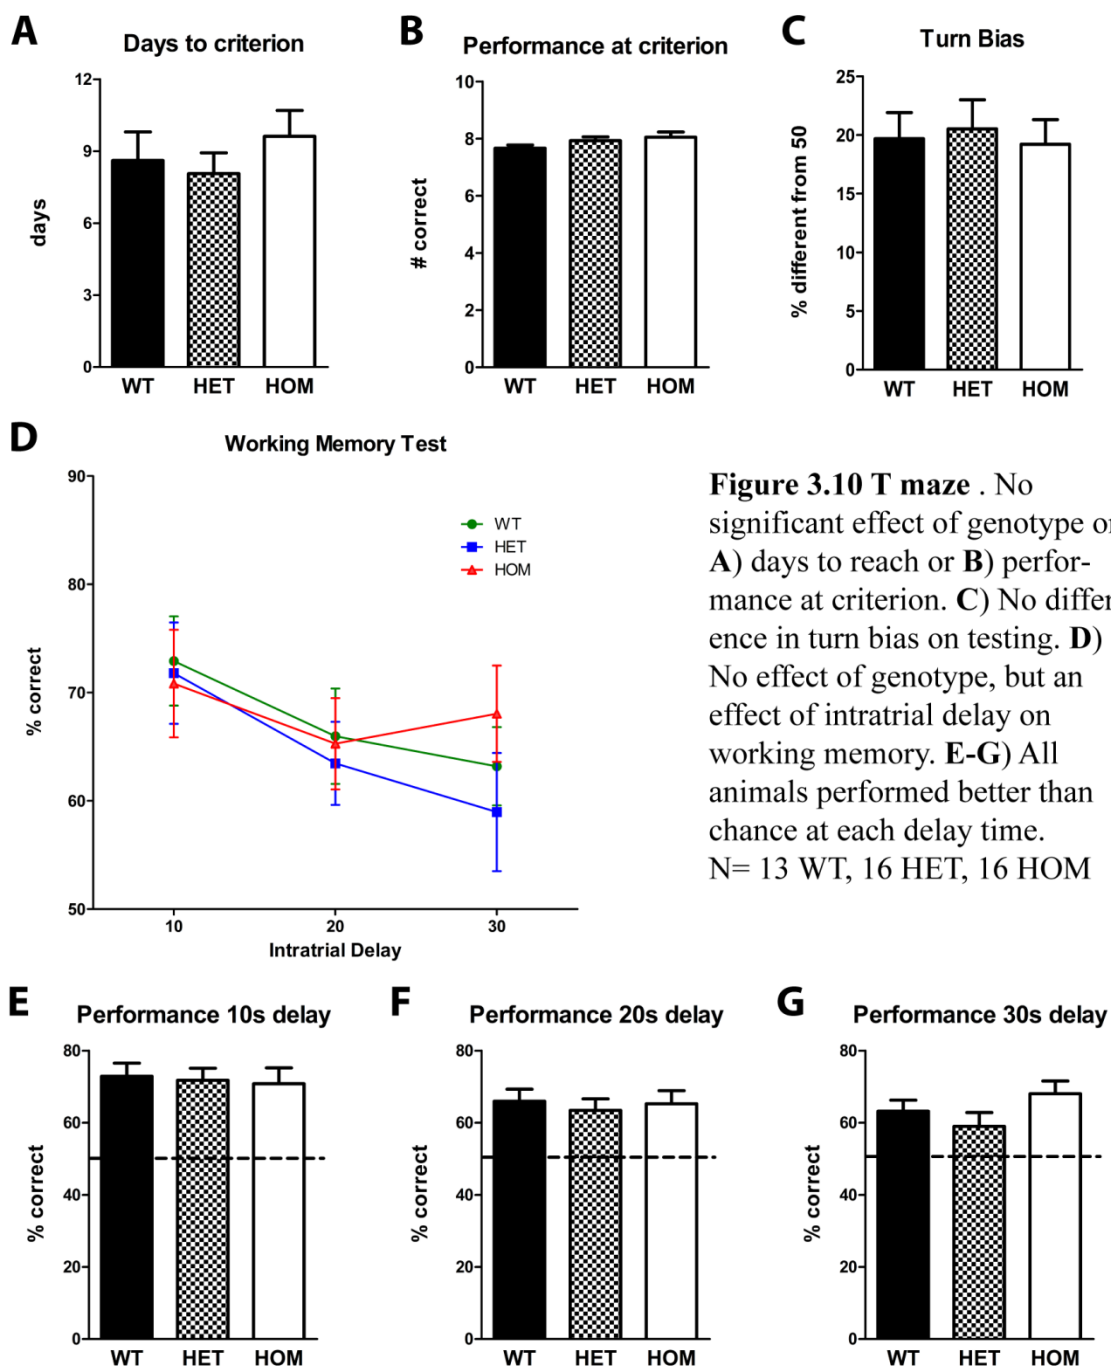 A
Days to criterion
days
12
9
6
3
0
WT HET HOM
B
Performance at criterion
# correct
10
8
6
4
2
0
WT HET HOM
C
Turn Bias
% different from 50
25
20
15
10
5
0
WT HET HOM
D
Working Memory Test
% correct
90
80
70
60
50
10 20 30
Intratrial Delay
WT
HET
HOM
Figure 3.10 T maze . No
significant effect of genotype o
A) days to reach or B) perfor-
mance at criterion. C) No differ
ence in turn bias on testing. D)
No effect of genotype, but an
effect of intratrial delay on
working memory. E-G) All
animals performed better than
chance at each delay time.
N= 13 WT, 16 HET, 16 HOM
E
Performance 10s delay
% correct
80
60
40
20
0
WT HET HOM
F
Performance 20s delay
% correct
80
60
40
20
0
WT HET HOM
G
Performance 30s delay
% correct
80
60
40
20
0
WT HET HOM